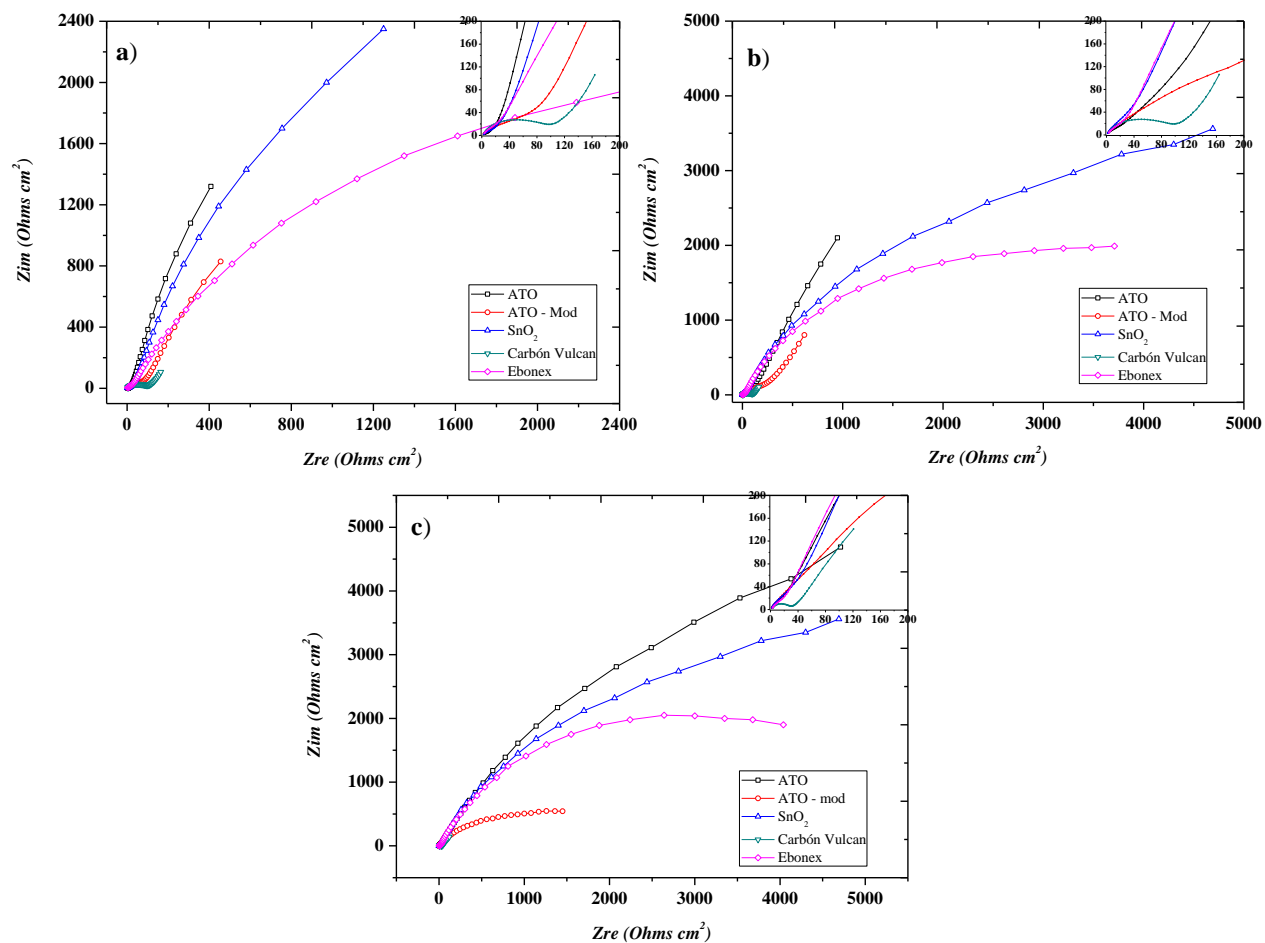 a)
Zim (Ohms cm²)
2400
2000
1600
1200
800
400
0
0 400 800 1200 1600 2000 2400
Zre (Ohms cm²)
200
160
120
80
40
0
0 40 80 120 160 200
ATO
ATO - Mod
SnO₂
Carbón Vulcan
Ebonex
b)
Zim (Ohms cm²)
5000
4000
3000
2000
1000
0
0 1000 2000 3000 4000 5000
Zre (Ohms cm²)
200
160
120
80
40
0
0 40 80 120 160 200
ATO
ATO - Mod
SnO₂
Carbón Vulcan
Ebonex
c)
Zim (Ohms cm²)
5000
4000
3000
2000
1000
0
0 1000 2000 3000 4000 5000
Zre (Ohms cm²)
200
160
120
80
40
0
0 40 80 120 160 200
ATO
ATO - mod
SnO₂
Carbón Vulcan
Ebonex